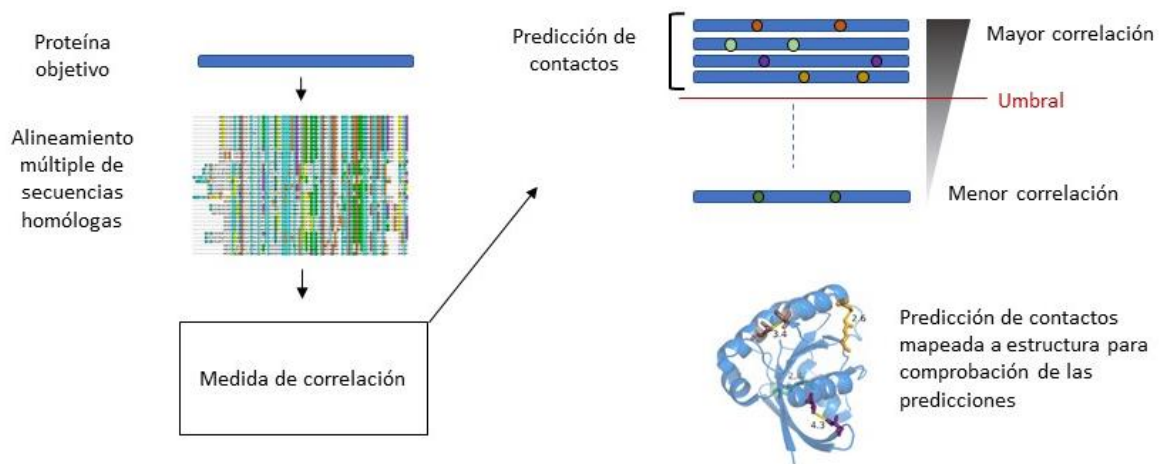 Proteína
objetivo
Alineamiento
múltiple de
secuencias
homólogas
Medida de correlación
Predicción de
contactos
Mayor correlación
Umbral
Menor correlación
3.4
2.6
4.3
Predicción de contactos
mapeada a estructura para
comprobación de las
predicciones